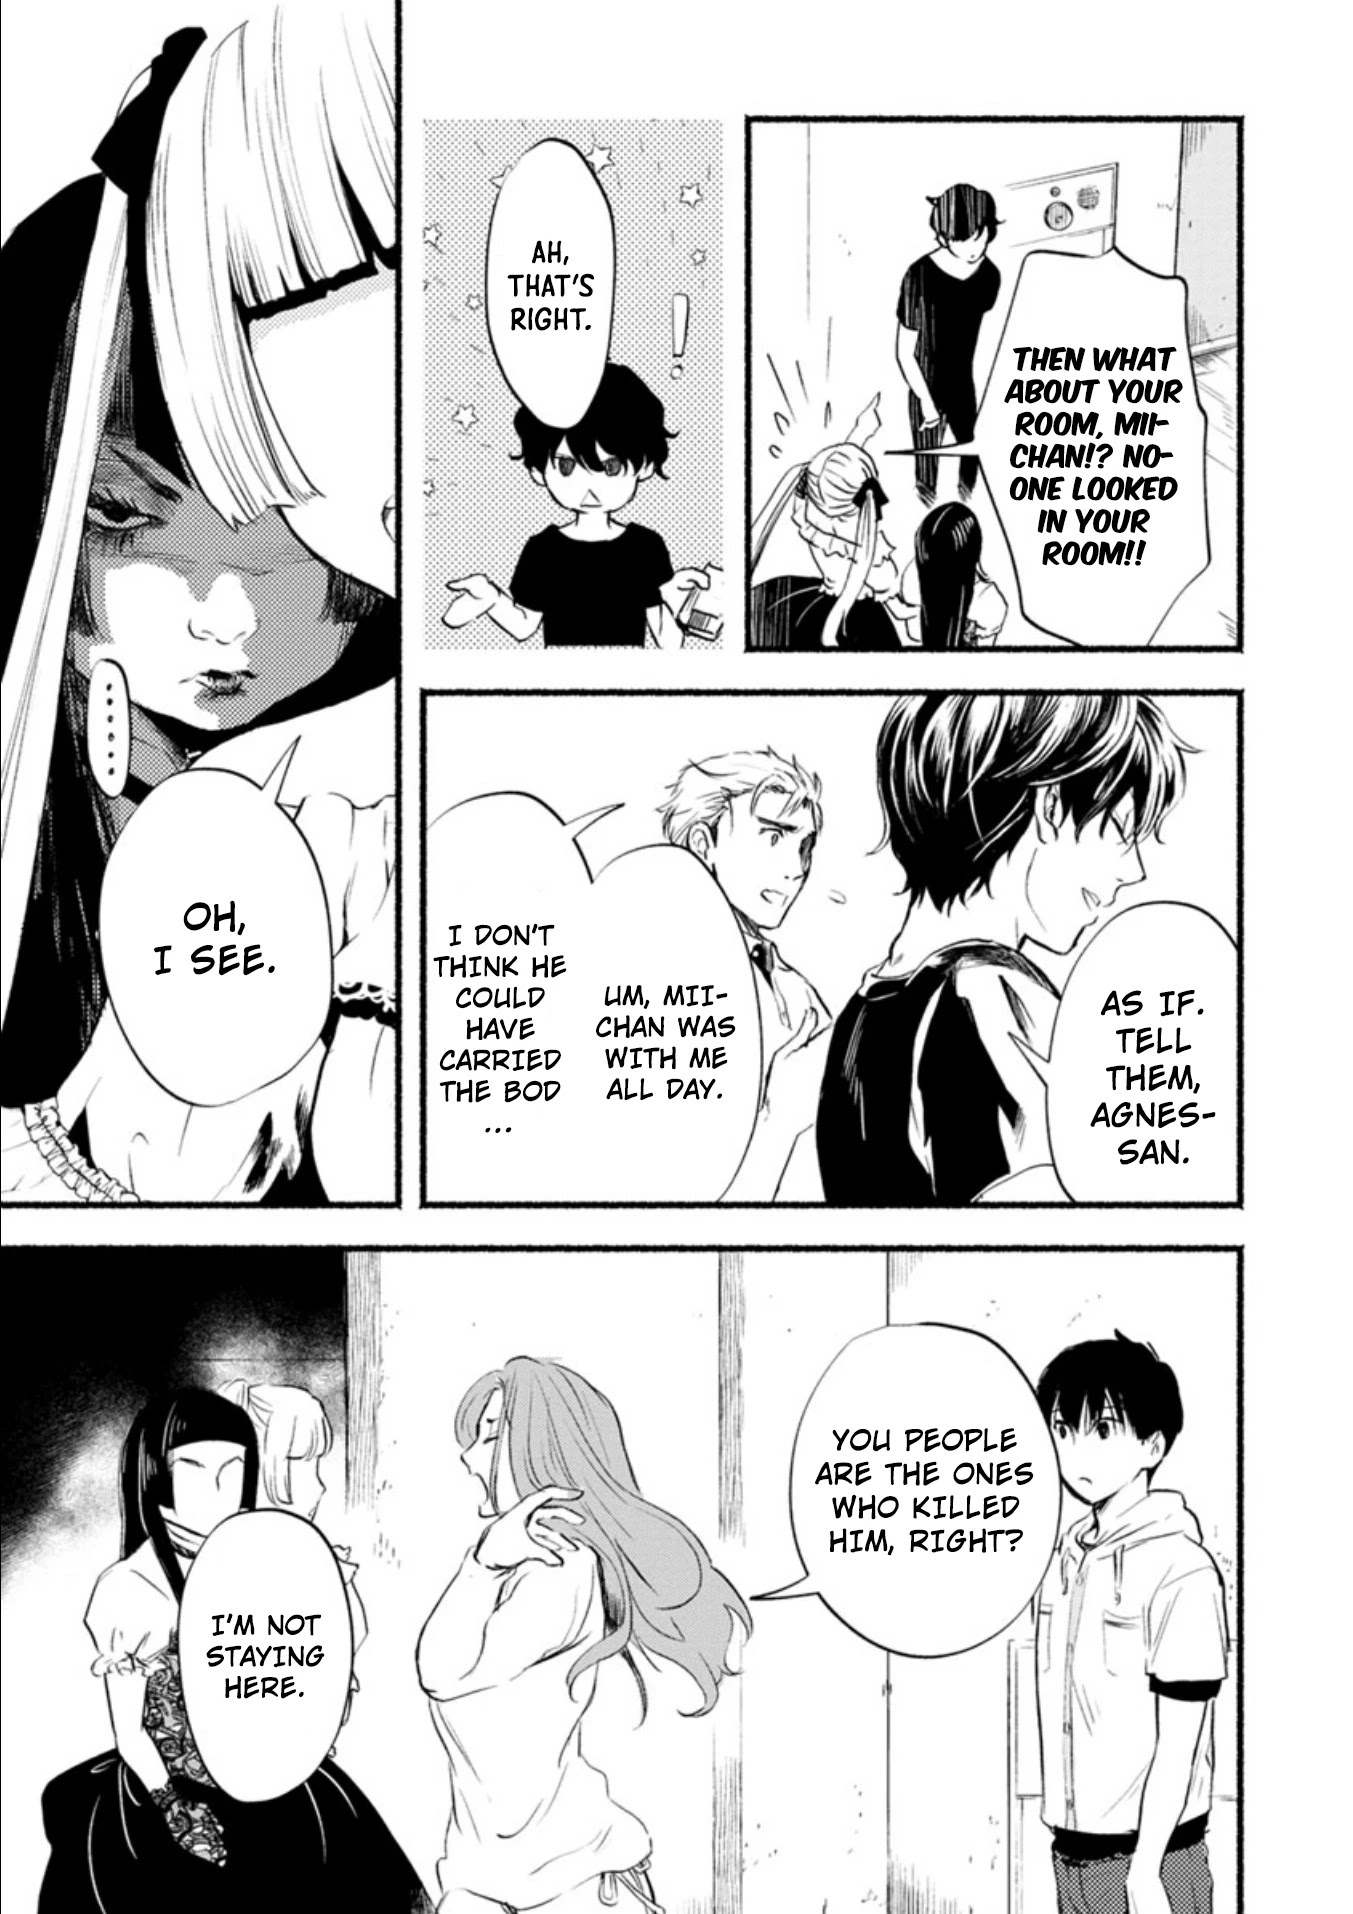 THEN WHAT
ABOUT YOUR
ROOM, MII-
CHAN!? NO-
ONE LOOKED
IN YOUR
ROOM!!
AH,
THAT'S
RIGHT.
!
AS IF.
TELL
THEM,
AGNES-
SAN.
UM, MII-
CHAN WAS
WITH ME
ALL DAY.
I DON'T
THINK HE
COULD
HAVE
CARRIED
THE BOD
...
.......
OH,
I SEE.
YOU PEOPLE
ARE THE ONES
WHO KILLED
HIM, RIGHT?
I'M NOT
STAYING
HERE.